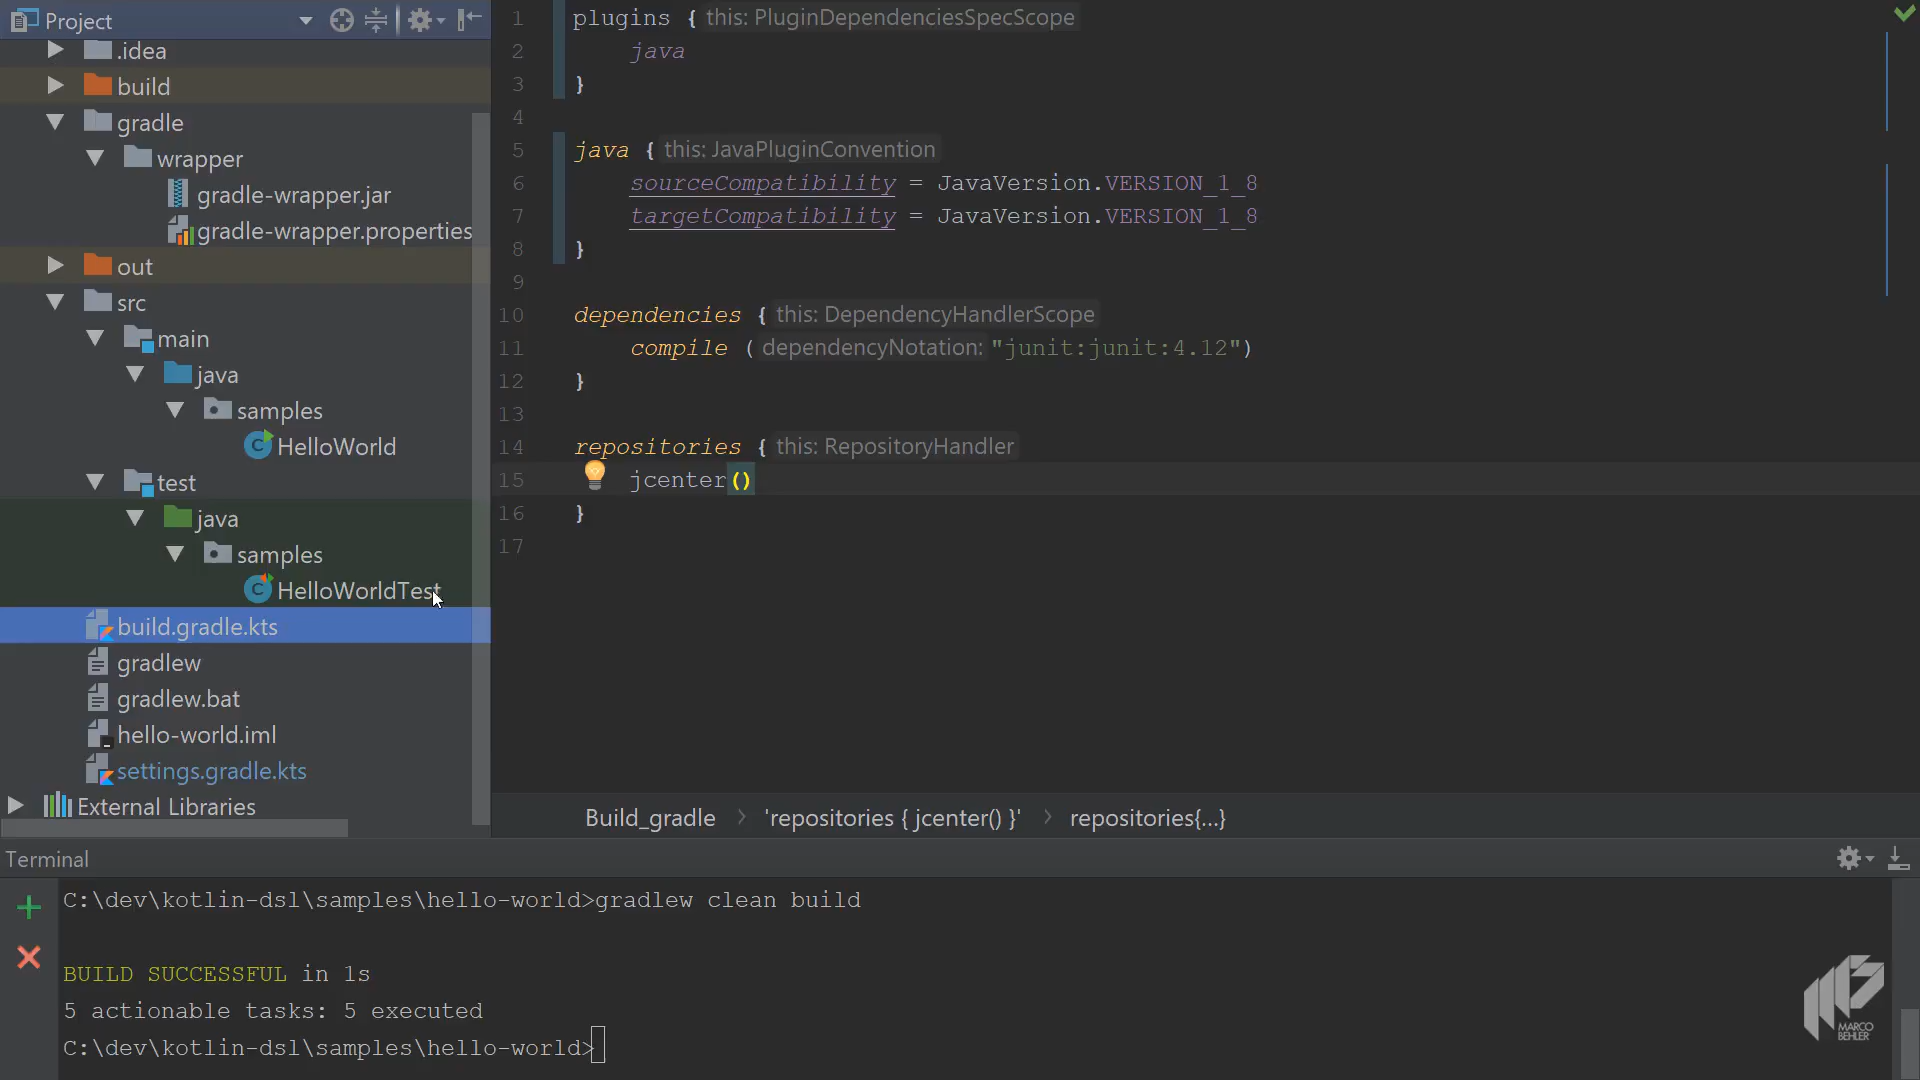 Project
.idea
build
gradle
wrapper
gradle-wrapper.jar
gradle-wrapper.properties
out
src
main
java
samples
HelloWorld
test
java
samples
HelloWorldTest
build.gradle.kts
gradlew
gradlew.bat
hello-world.iml
settings.gradle.kts
External Libraries
1 plugins { this: PluginDependenciesSpecScope
2 java
3 }
4
5 java { this: JavaPluginConvention
6 sourceCompatibility = JavaVersion.VERSION_1_8
7 targetCompatibility = JavaVersion.VERSION_1_8
8 }
9
10 dependencies { this: DependencyHandlerScope
11 compile ( dependencyNotation: "junit:junit:4.12")
12 }
13
14 repositories { this: RepositoryHandler
15 jcenter()
16 }
17
Build_gradle > 'repositories { jcenter() }' > repositories{...}
Terminal
C:\dev\kotlin-dsl\samples\hello-world>gradlew clean build
BUILD SUCCESSFUL in 1s
5 actionable tasks: 5 executed
C:\dev\kotlin-dsl\samples\hello-world>
MARCO
BEHLER